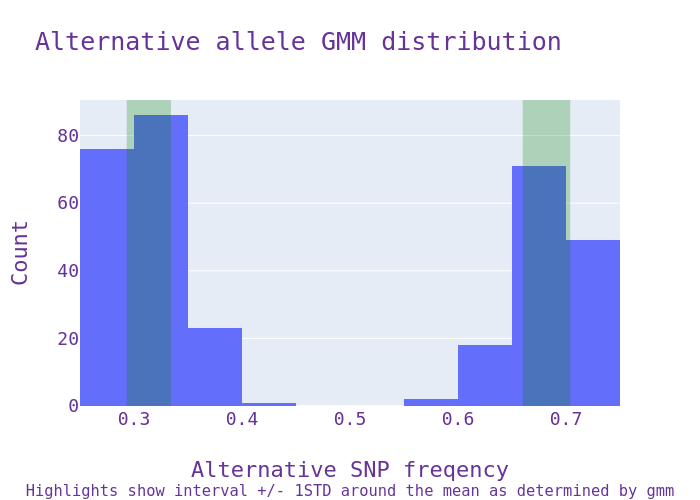 Alternative allele GMM distribution
80
60
40
20
0
Count
0.3 0.4 0.5 0.6 0.7
Alternative SNP freqency
Highlights show interval +/- 1STD around the mean as determined by gmm